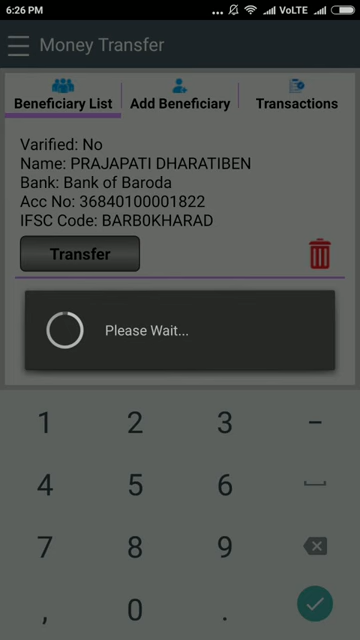 6:26 PM ... VoLTE
Money Transfer
Beneficiary List Add Beneficiary Transactions
Varified: No
Name: PRAJAPATI DHARATIBEN
Bank: Bank of Baroda
Acc No: 36840100001822
IFSC Code: BARB0KHARAD
Transfer
Please Wait...
1 2 3 -
4 5 6
7 8 9
, 0 .